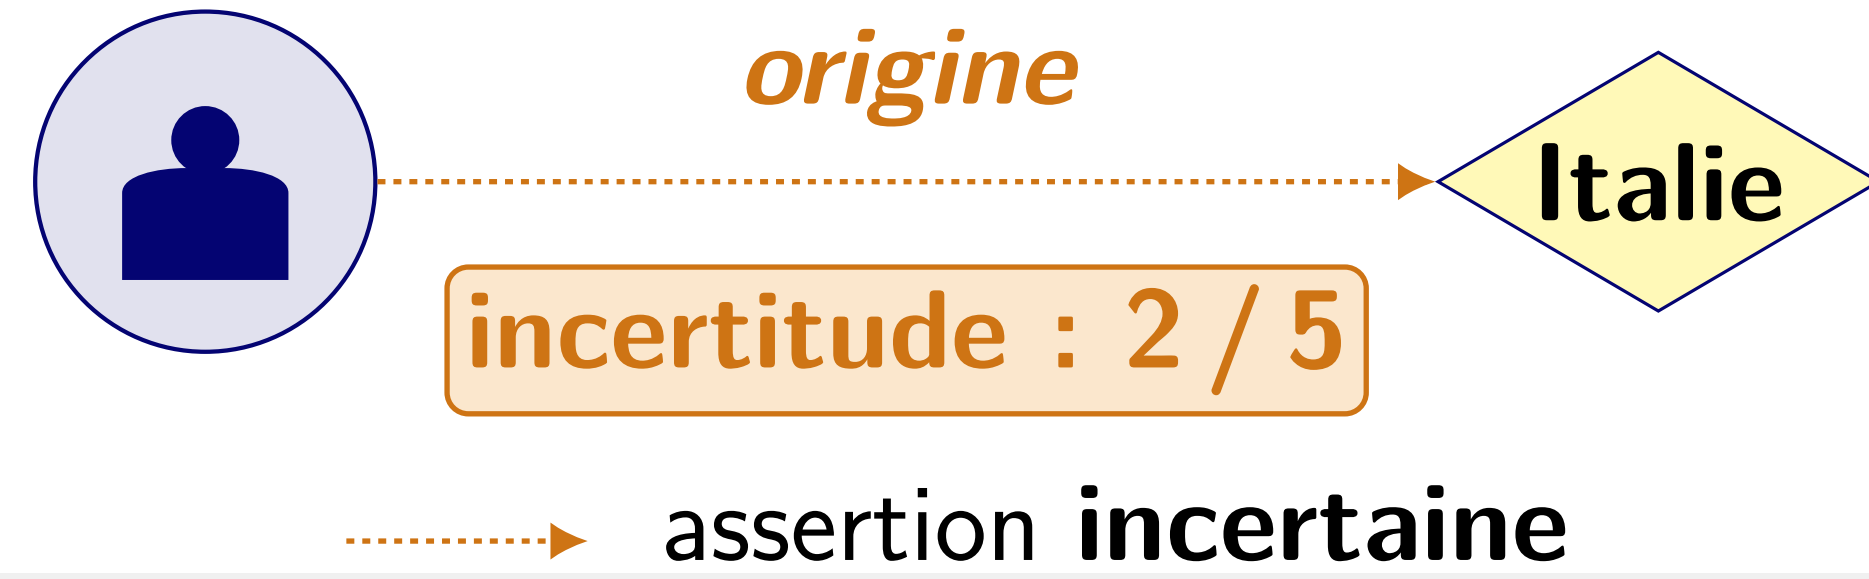 origine
Italie
incertitude : 2 / 5
assertion incertaine